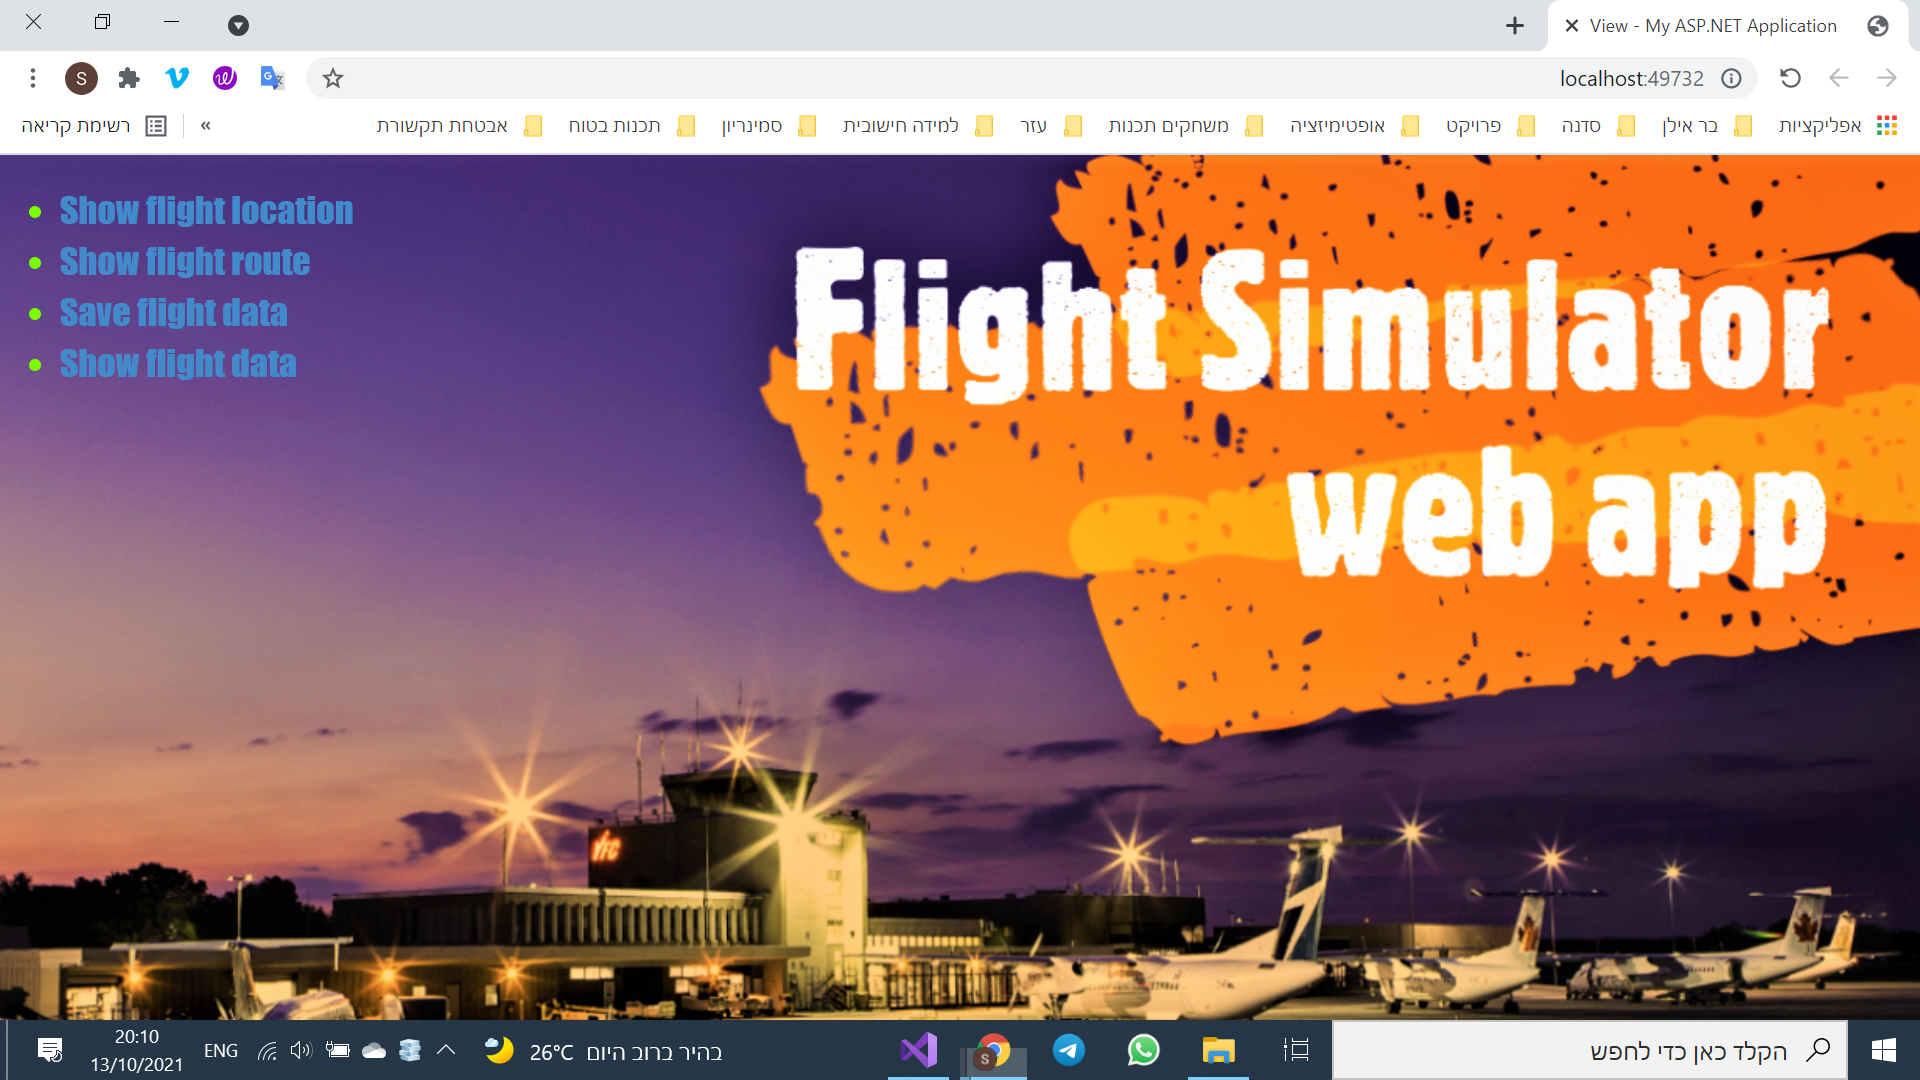 View - My ASP.NET Application
S
localhost:49732
אפליקציות
בר אילן
סדנה
פרויקט
אופטימיזציה
משחקים תכנות
עזר
למידה חישובית
סמינריון
תכנות בטוח
אבטחת תקשורת
«
רשימת קריאה
Show flight location
Show flight route
Save flight data
Show flight data
Flight Simulator
web app
YFC
הקלד כאן כדי לחפש
S
26°C בהיר ברוב היום
ENG
20:10
13/10/2021